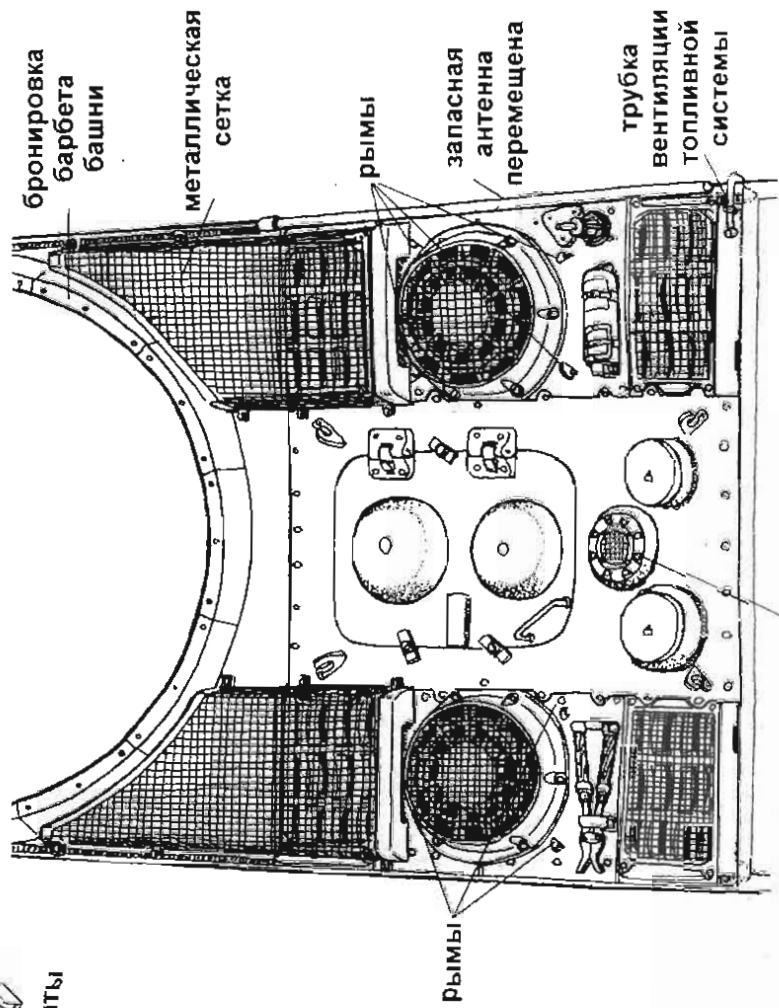 бронировка
барбета
башни
металлическая
сетка
рымы
запасная
антенна
перемещена
трубка
вентиляции
топливной
системы
рымы